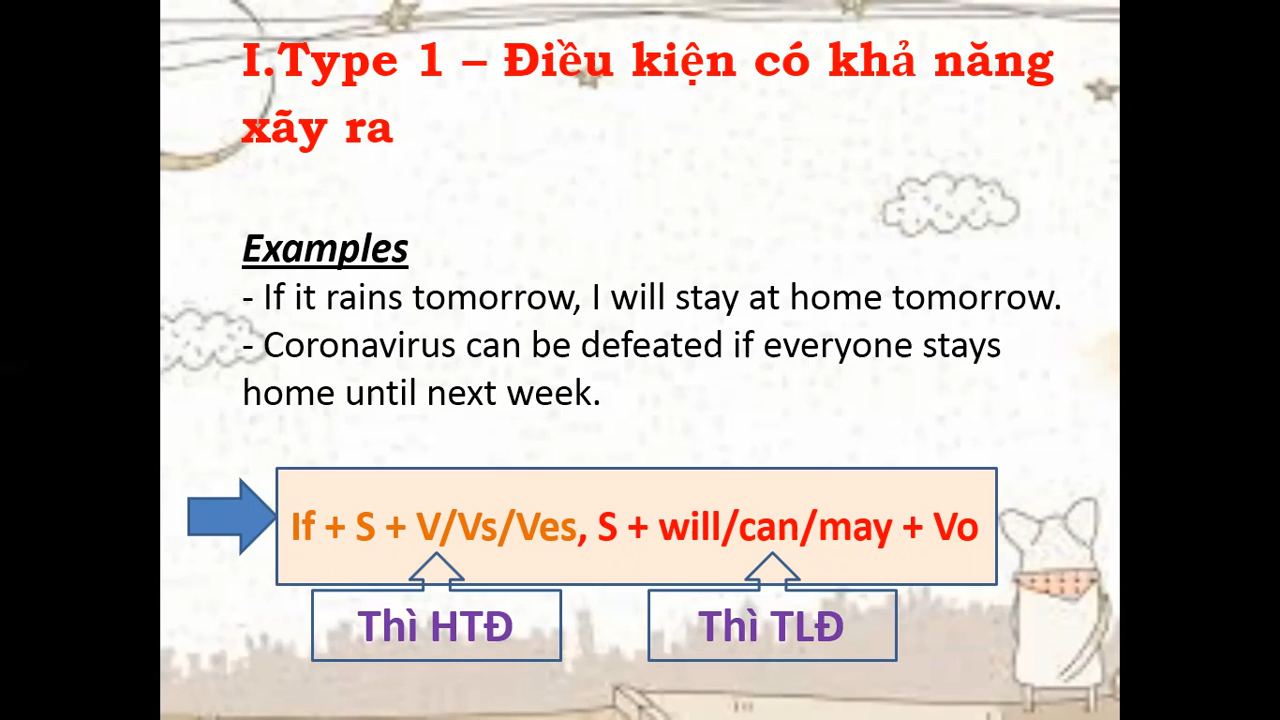 I.Type 1 – Điều kiện có khả năng
xãy ra
Examples
- If it rains tomorrow, I will stay at home tomorrow.
- Coronavirus can be defeated if everyone stays
home until next week.
If + S + V/Vs/Ves, S + will/can/may + Vo
Thì HTĐ
Thì TLĐ